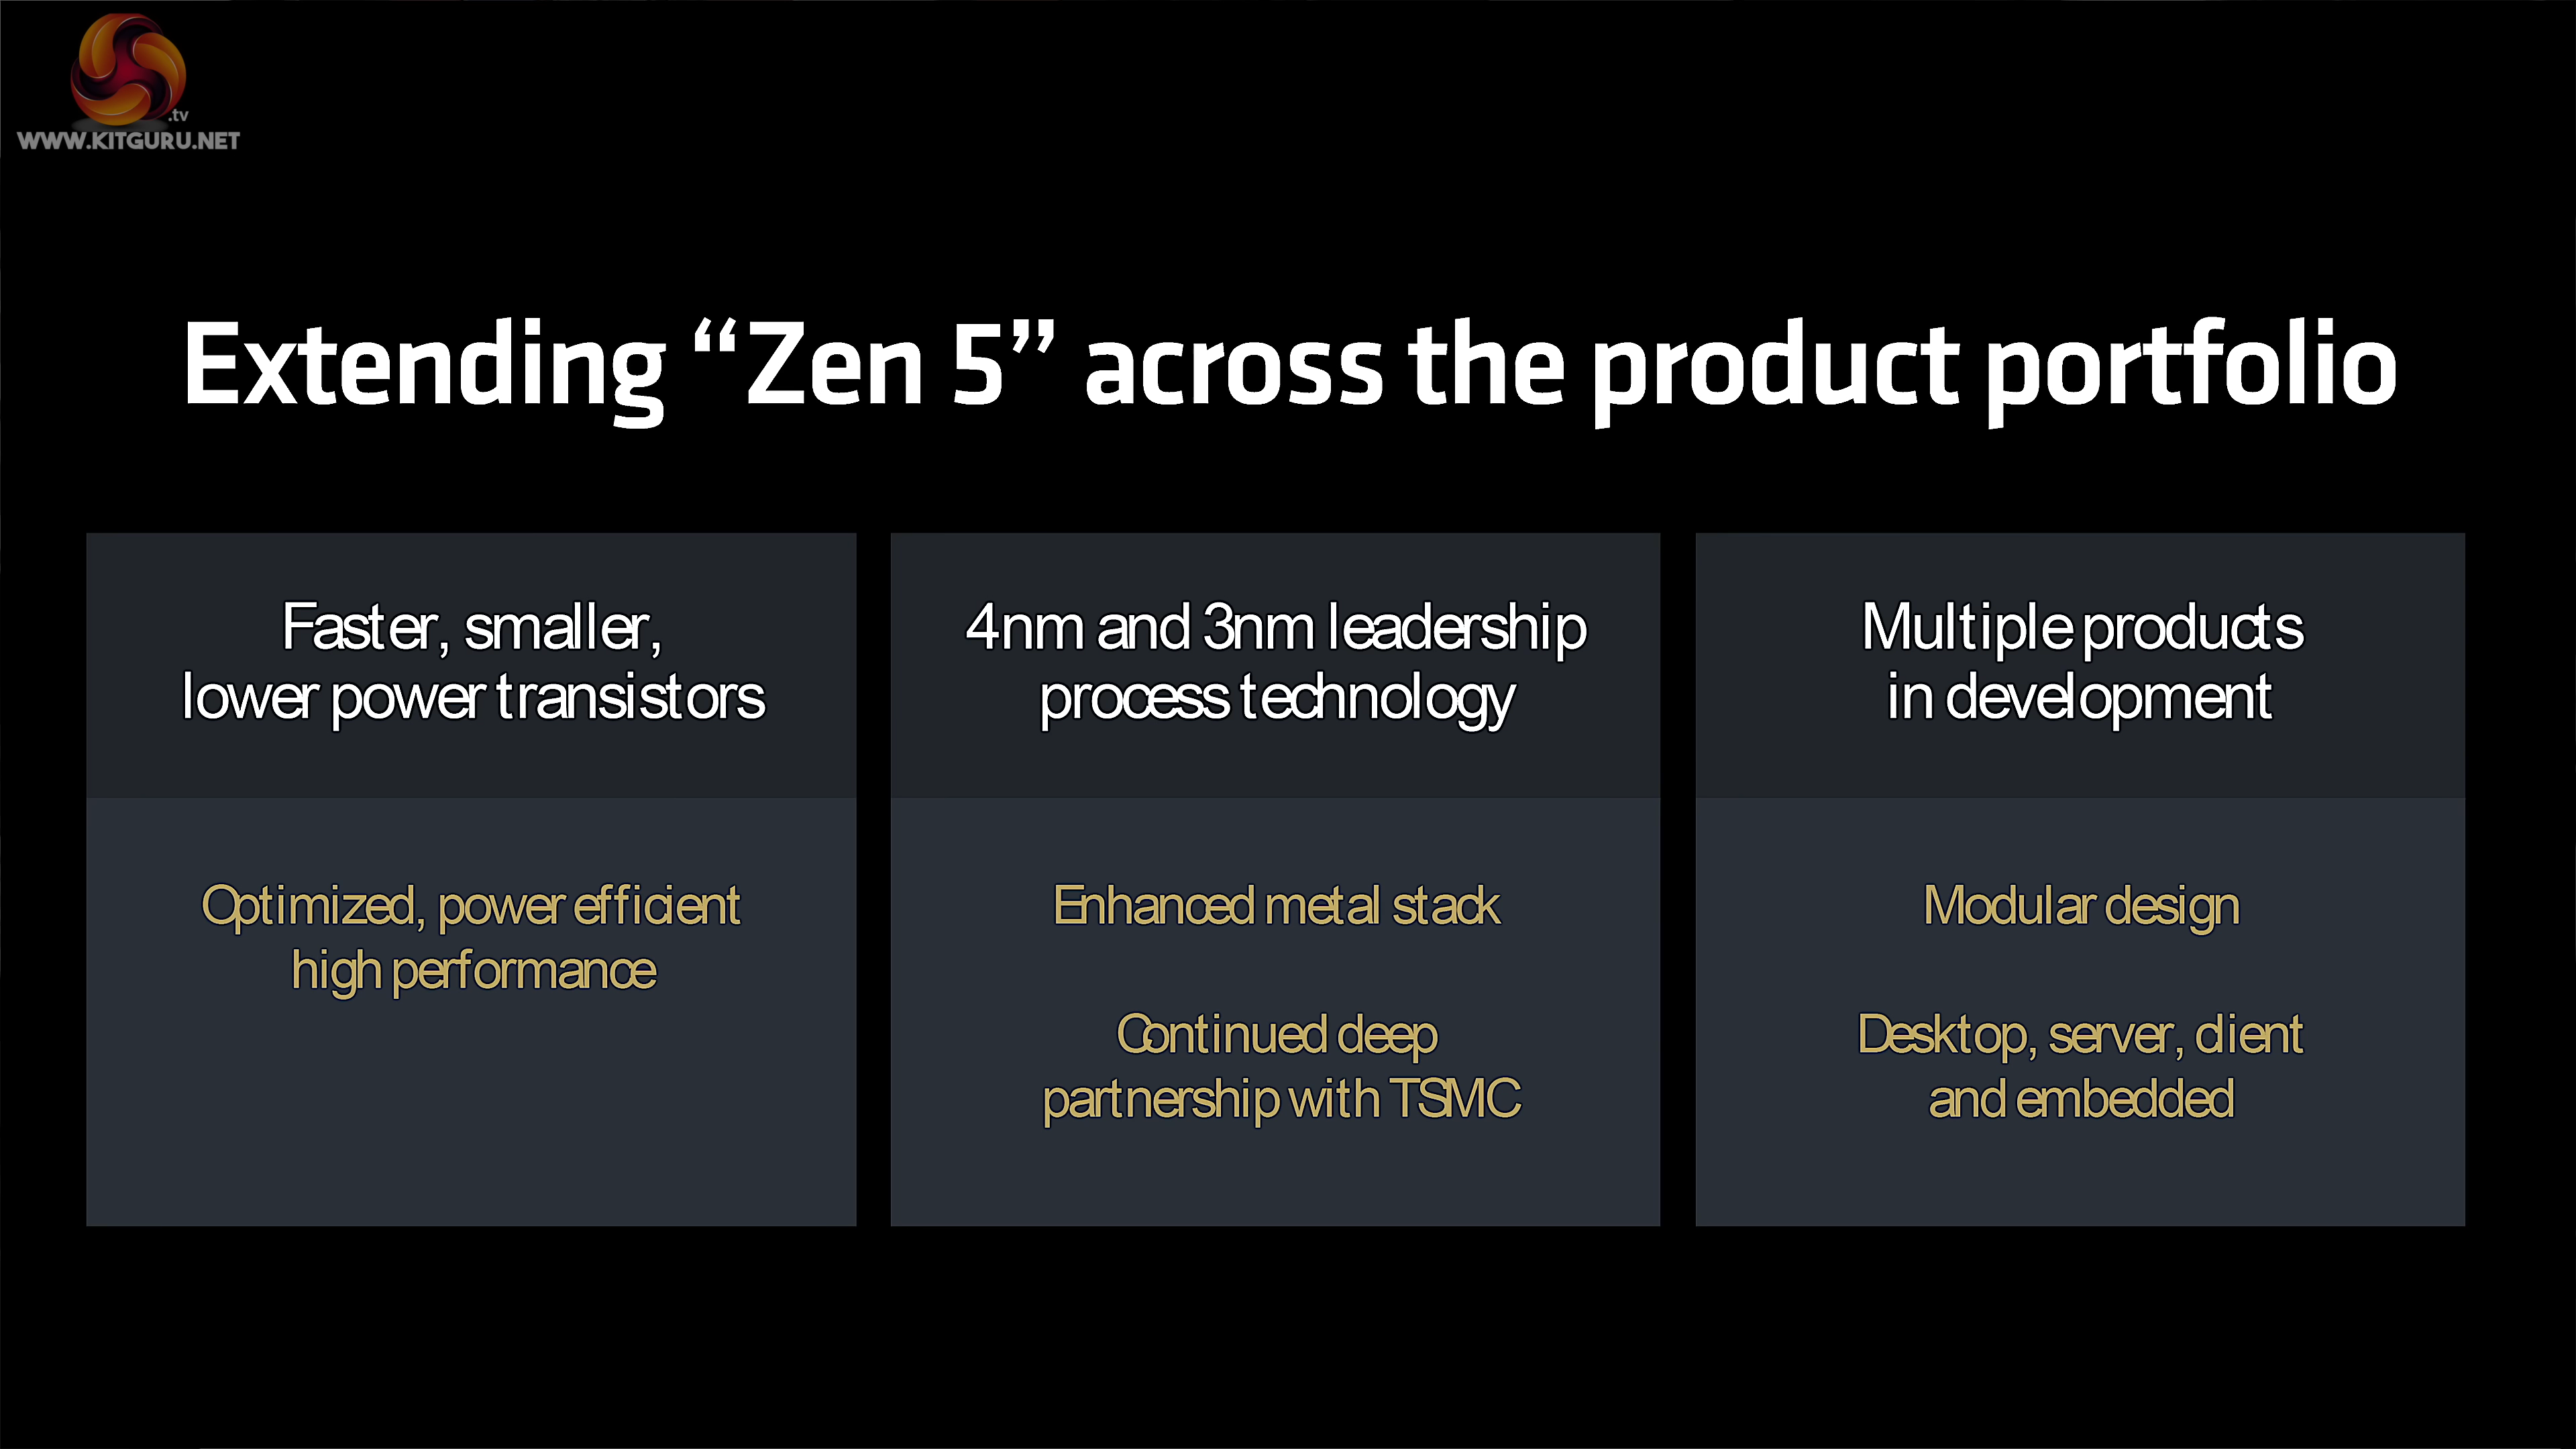 .tv
WWW.KITGURU.NET
Extending “Zen 5” across the product portfolio
Faster, smaller,
lower power transistors
Optimized, power efficient
high performance
4nm and 3nm leadership
process technology
Enhanced metal stack
Continued deep
partnership with TSMC
Multiple products
in development
Modular design
Desktop, server, client
and embedded